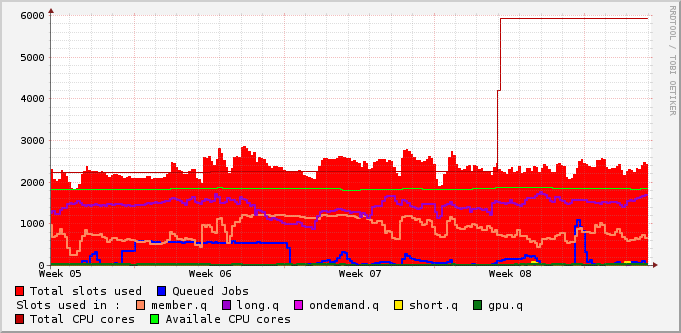 6000
5000
4000
3000
2000
1000
0
Week 05 Week 06 Week 07 Week 08
Total slots used Queued Jobs
Slots used in : member.q long.q ondemand.q short.q gpu.q
Total CPU cores Availale CPU cores
RRDTOOL / TOBI OETIKER